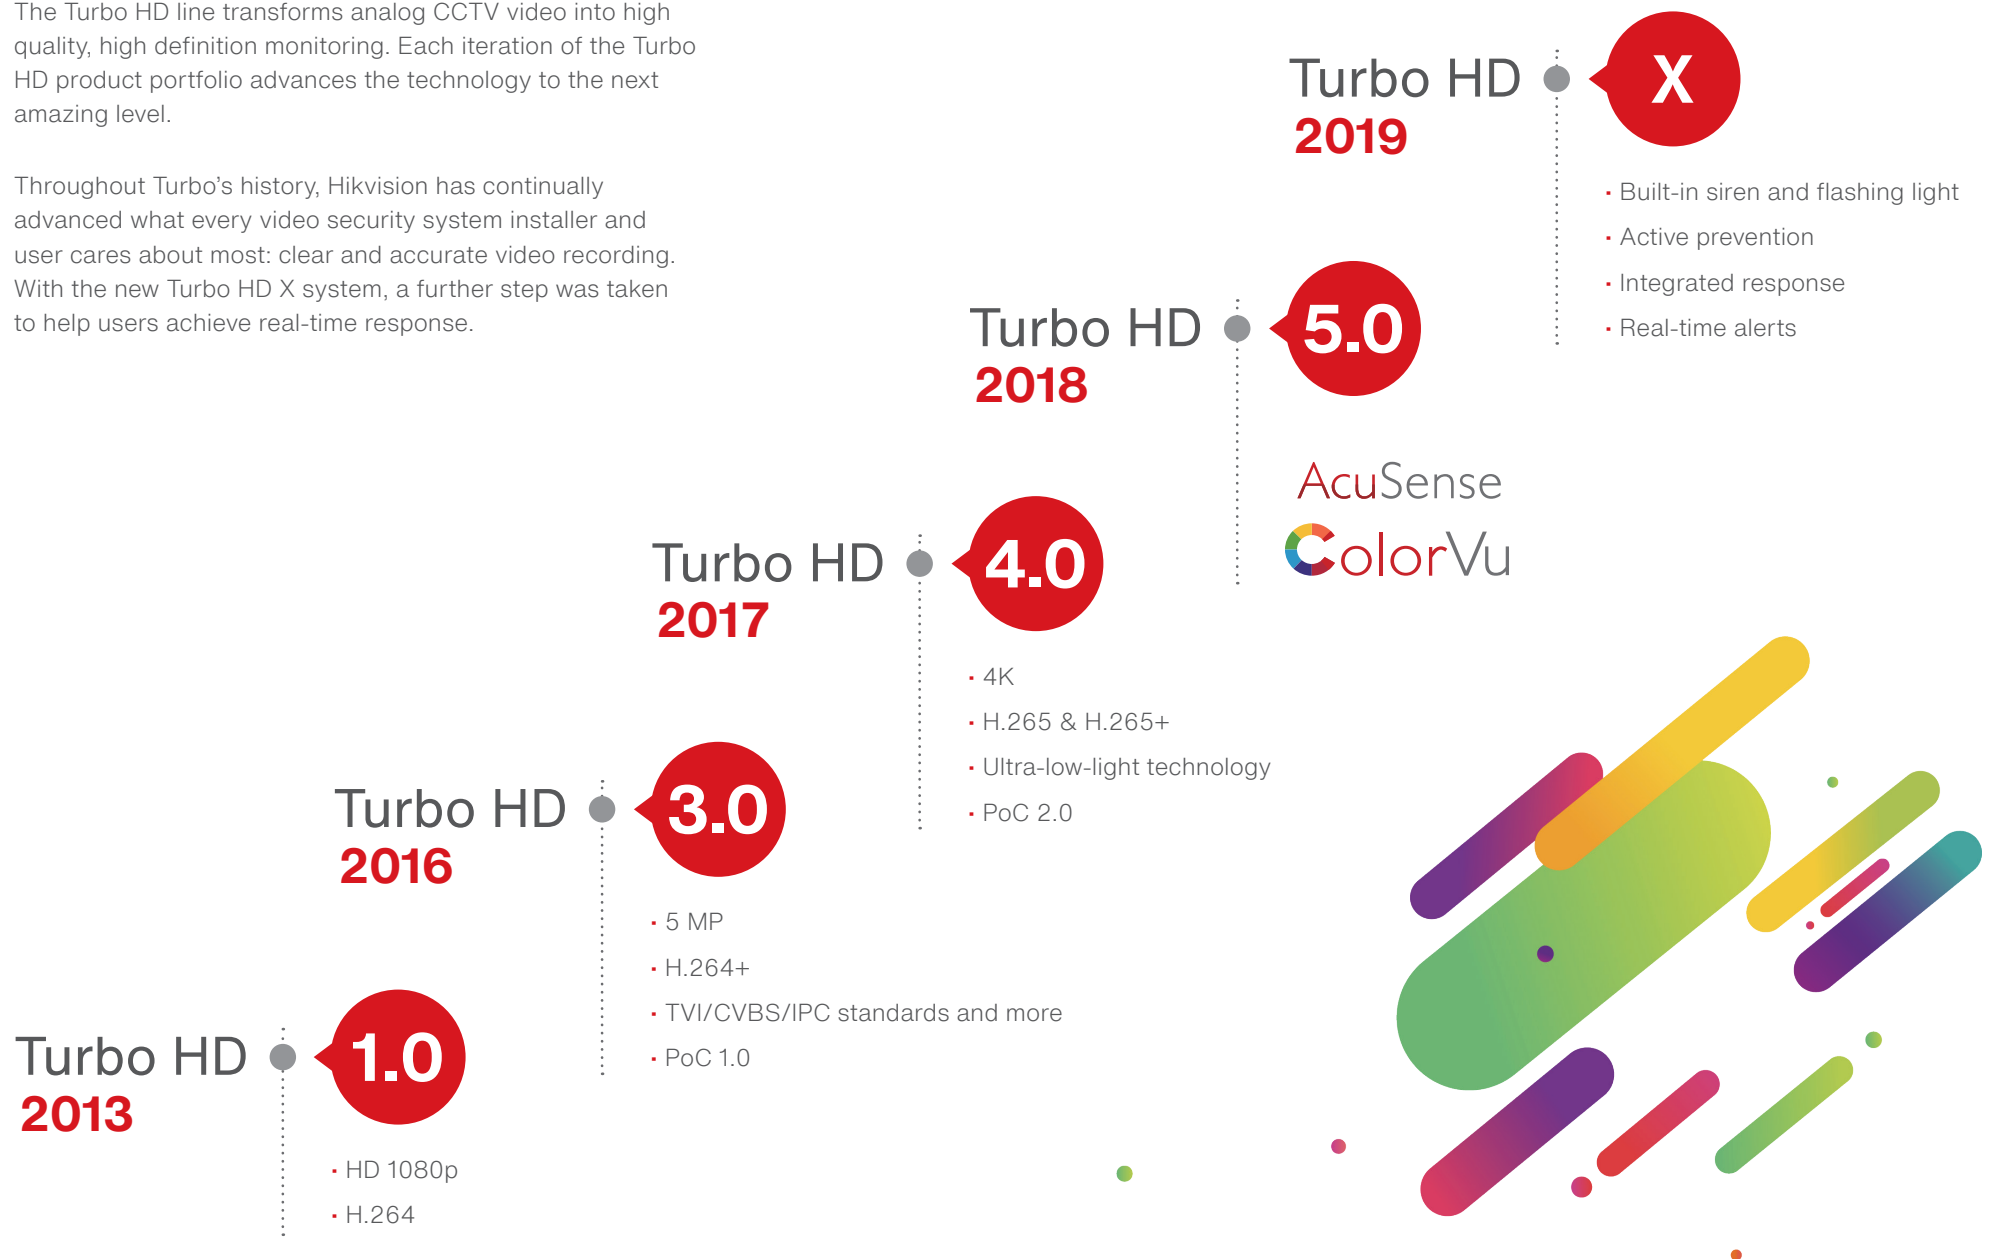 The Turbo HD line transforms analog CCTV video into high
quality, high definition monitoring. Each iteration of the Turbo
HD product portfolio advances the technology to the next
amazing level.
Throughout Turbo’s history, Hikvision has continually
advanced what every video security system installer and
user cares about most: clear and accurate video recording.
With the new Turbo HD X system, a further step was taken
to help users achieve real-time response.
Turbo HD
2019
X
· Built-in siren and flashing light
· Active prevention
· Integrated response
· Real-time alerts
Turbo HD
2018
5.0
AcuSense
ColorVu
Turbo HD
2017
4.0
· 4K
· H.265 & H.265+
· Ultra-low-light technology
· PoC 2.0
Turbo HD
2016
3.0
· 5 MP
· H.264+
· TVI/CVBS/IPC standards and more
· PoC 1.0
Turbo HD
2013
1.0
· HD 1080p
· H.264